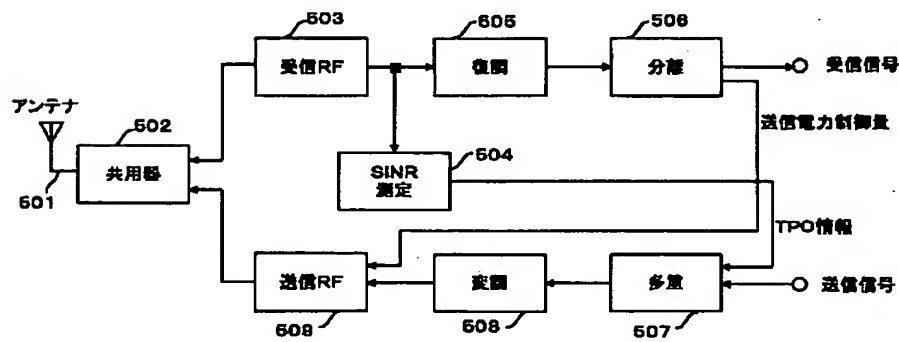 503
605
506
受信RF
復調
分離
受信信号
アンテナ
502
共用器
501
504
SINR
測定
送信電力制御量
TPO情報
送信RF
変調
多重
送信信号
509
508
507